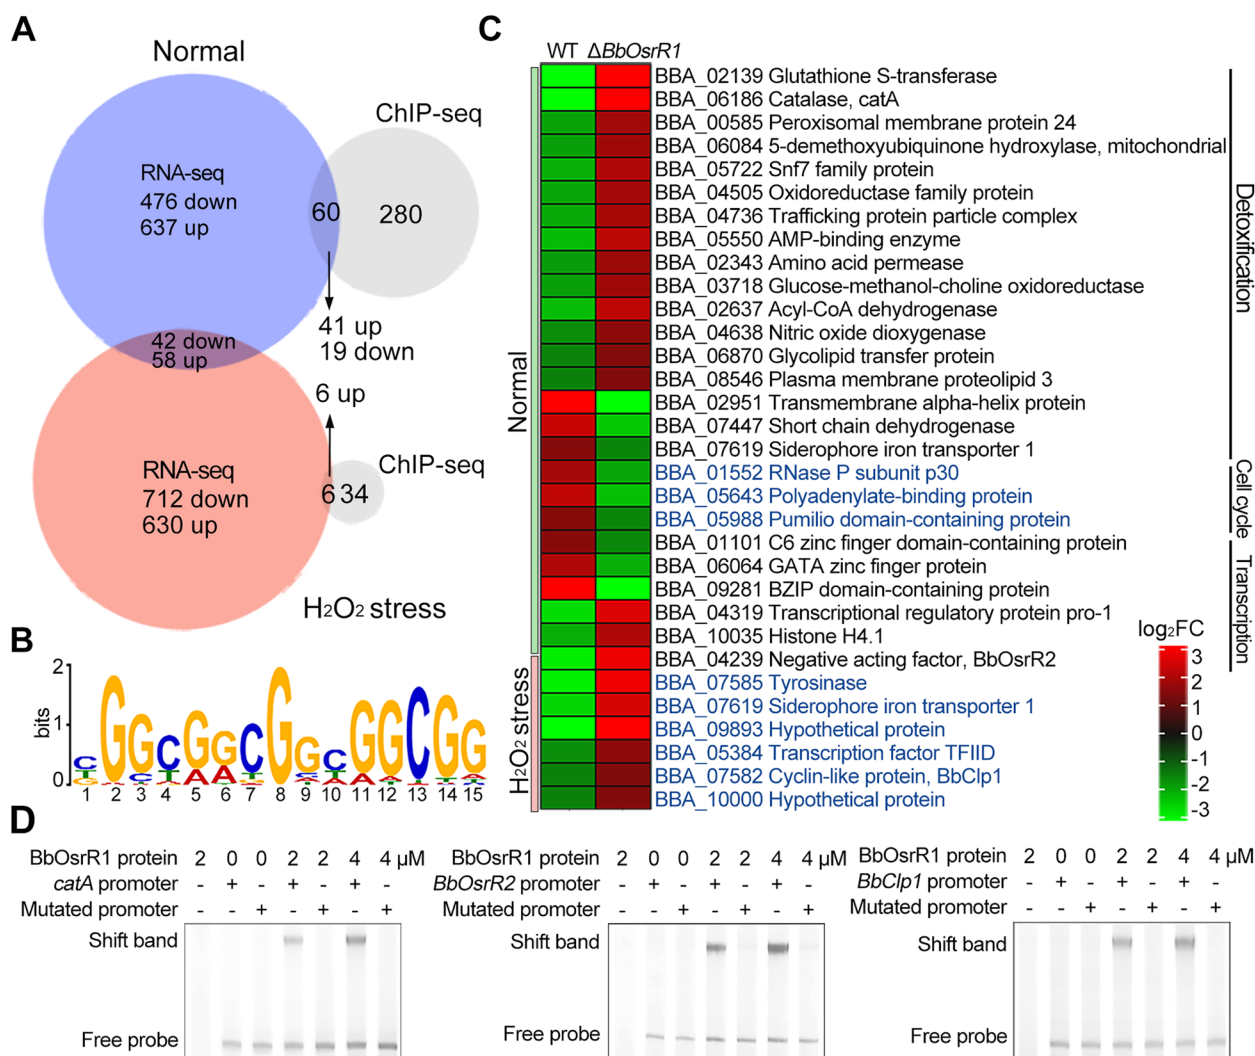 A
Normal
ChIP-seq
RNA-seq
476 down
637 up
60
280
41 up
19 down
42 down
58 up
6 up
ChIP-seq
RNA-seq
712 down
630 up
6 34
H2O2 stress
B
bits
2
1
0
C G G C G G C G G C G G C G G
1 2 3 4 5 6 7 8 9 10 11 12 13 14 15
C
WT ΔBbOsrR1
Normal
BBA_02139 Glutathione S-transferase
BBA_06186 Catalase, catA
BBA_00585 Peroxisomal membrane protein 24
BBA_06084 5-demethoxyubiquinone hydroxylase, mitochondrial
BBA_05722 Snf7 family protein
BBA_04505 Oxidoreductase family protein
BBA_04736 Trafficking protein particle complex
BBA_05550 AMP-binding enzyme
BBA_02343 Amino acid permease
BBA_03718 Glucose-methanol-choline oxidoreductase
BBA_02637 Acyl-CoA dehydrogenase
BBA_04638 Nitric oxide dioxygenase
BBA_06870 Glycolipid transfer protein
BBA_08546 Plasma membrane proteolipid 3
BBA_02951 Transmembrane alpha-helix protein
BBA_07447 Short chain dehydrogenase
BBA_07619 Siderophore iron transporter 1
BBA_01552 RNase P subunit p30
BBA_05643 Polyadenylate-binding protein
BBA_05988 Pumilio domain-containing protein
BBA_01101 C6 zinc finger domain-containing protein
BBA_06064 GATA zinc finger protein
BBA_09281 BZIP domain-containing protein
BBA_04319 Transcriptional regulatory protein pro-1
BBA_10035 Histone H4.1
H2O2 stress
BBA_04239 Negative acting factor, BbOsrR2
BBA_07585 Tyrosinase
BBA_07619 Siderophore iron transporter 1
BBA_09893 Hypothetical protein
BBA_05384 Transcription factor TFIID
BBA_07582 Cyclin-like protein, BbClp1
BBA_10000 Hypothetical protein
Detoxification
Cell cycle
Transcription
log2FC
3
2
1
0
-1
-2
-3
D
BbOsrR1 protein 2 0 0 2 2 4 4 μM
catA promoter - + - + - + -
Mutated promoter - - + - + - +
Shift band
Free probe
BbOsrR1 protein 2 0 0 2 2 4 4 μM
BbOsrR2 promoter - + - + - + -
Mutated promoter - - + - + - +
Shift band
Free probe
BbOsrR1 protein 2 0 0 2 2 4 4 μM
BbClp1 promoter - + - + - + -
Mutated promoter - - + - + - +
Shift band
Free probe